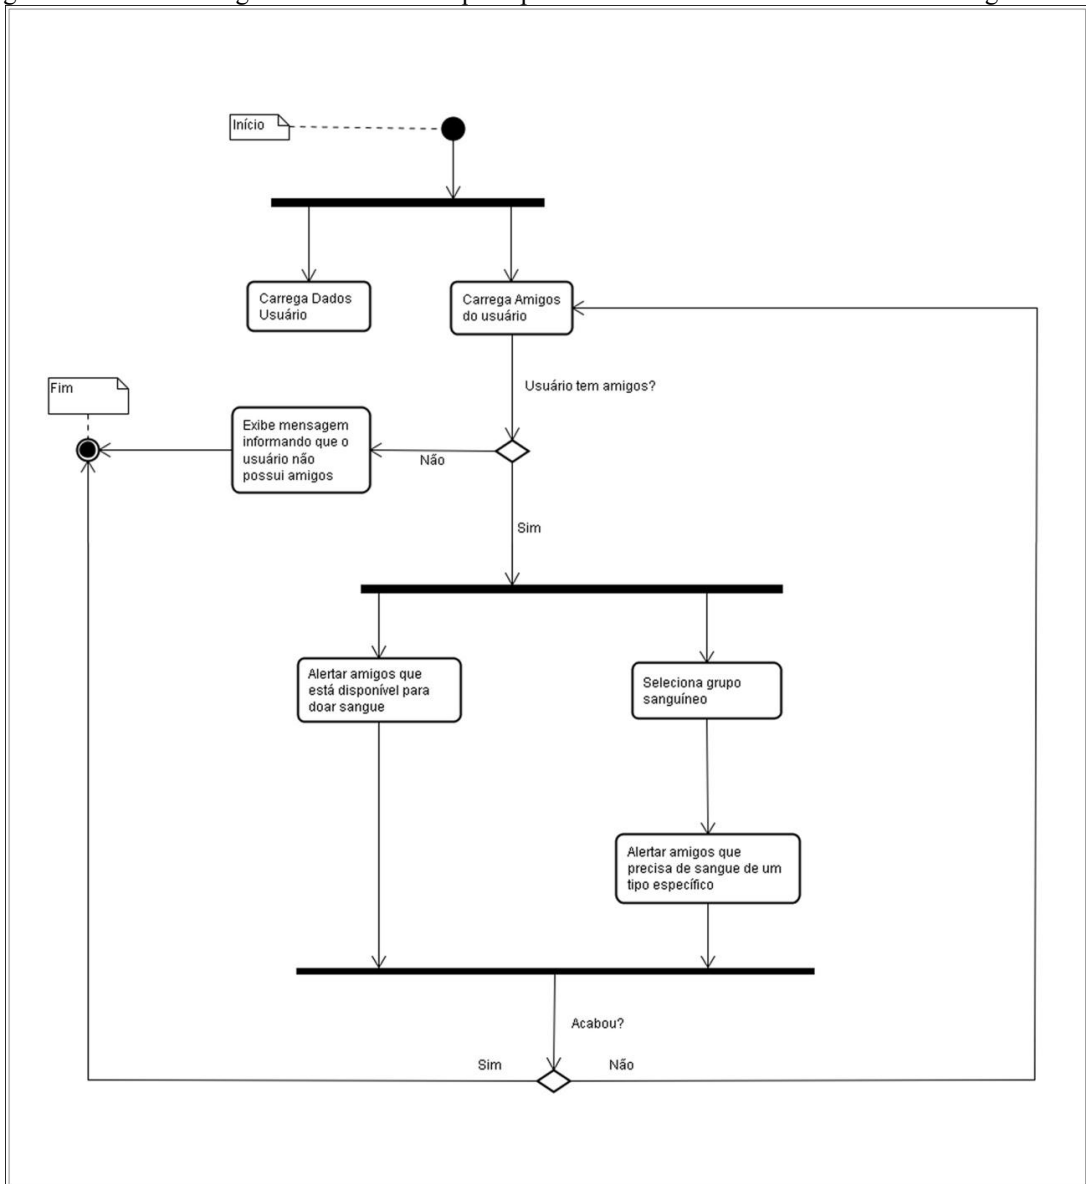 Início
Carrega Dados
Usuário
Carrega Amigos
do usuário
Usuário tem amigos?
Fim
Exibe mensagem
informando que o
usuário não
possui amigos
Não
Sim
Alertar amigos que
está disponível para
doar sangue
Seleciona grupo
sanguíneo
Alertar amigos que
precisa de sangue de um
tipo específico
Acabou?
Sim
Não